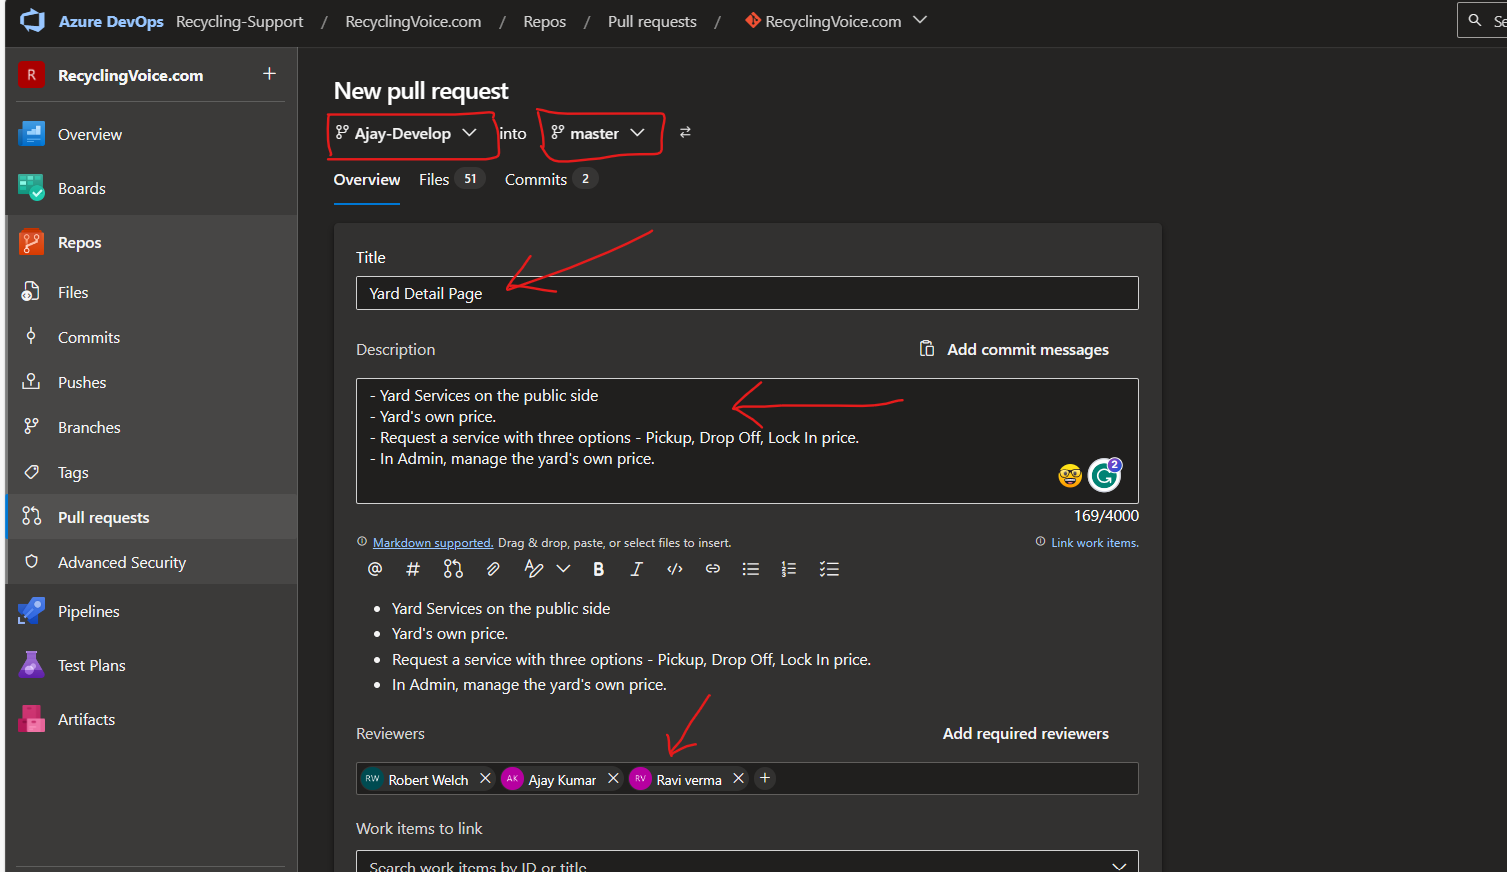 Azure DevOps Recycling-Support / RecyclingVoice.com / Repos / Pull requests / RecyclingVoice.com
R RecyclingVoice.com +
Overview
Boards
Repos
Files
Commits
Pushes
Branches
Tags
Pull requests
Advanced Security
Pipelines
Test Plans
Artifacts
New pull request
Ajay-Develop into master
Overview Files 51 Commits 2
Title
Yard Detail Page
Description Add commit messages
- Yard Services on the public side
- Yard's own price.
- Request a service with three options - Pickup, Drop Off, Lock In price.
- In Admin, manage the yard's own price.
2
169/4000
Markdown supported. Drag & drop, paste, or select files to insert. Link work items.
• Yard Services on the public side
• Yard's own price.
• Request a service with three options - Pickup, Drop Off, Lock In price.
• In Admin, manage the yard's own price.
Reviewers Add required reviewers
RW Robert Welch AK Ajay Kumar RV Ravi verma +
Work items to link
Search work items by ID or title